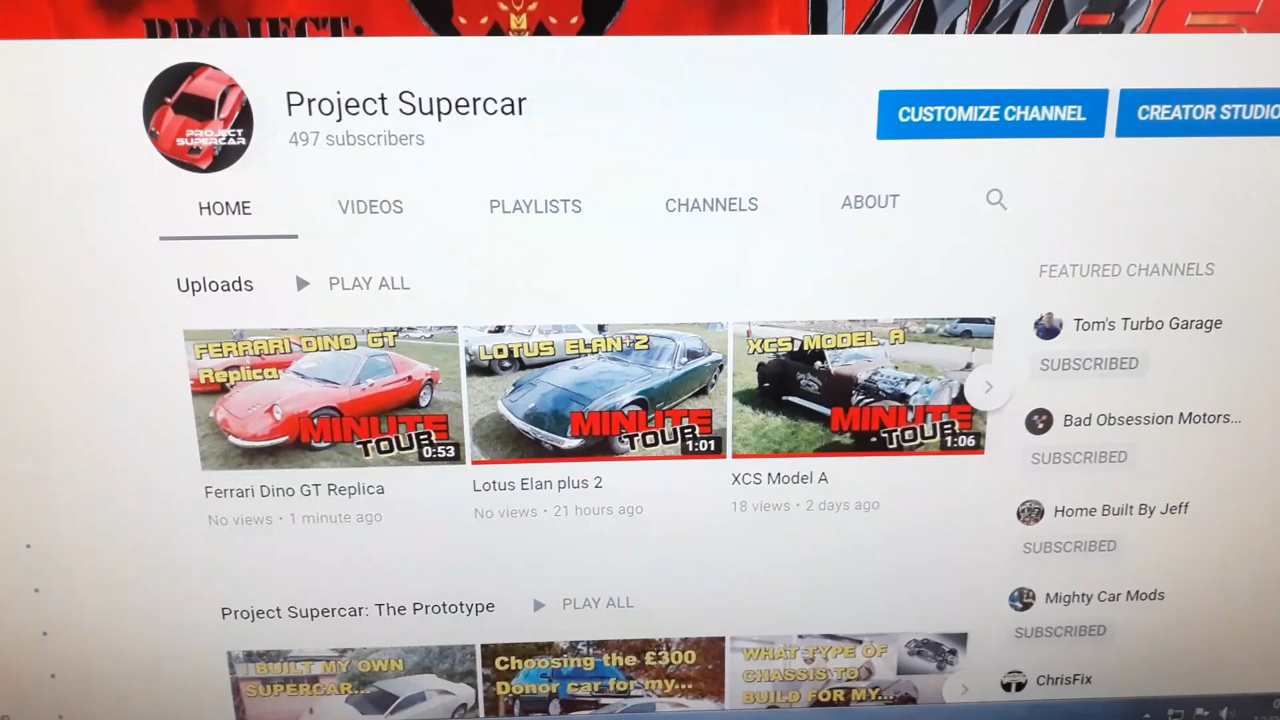 PROJECT:
PROJECT
SUPERCAR
Project Supercar
497 subscribers
CUSTOMIZE CHANNEL
CREATOR STUDIO
HOME
VIDEOS
PLAYLISTS
CHANNELS
ABOUT
Uploads
PLAY ALL
FERRARI DINO GT
Replica
MINUTE
TOUR
0:53
LOTUS ELAN+2
MINUTE
TOUR
1:01
XCS MODEL A
MINUTE
TOUR
1:06
Ferrari Dino GT Replica
No views • 1 minute ago
Lotus Elan plus 2
No views • 21 hours ago
XCS Model A
18 views • 2 days ago
FEATURED CHANNELS
Tom's Turbo Garage
SUBSCRIBED
Bad Obsession Motors...
SUBSCRIBED
Home Built By Jeff
SUBSCRIBED
Mighty Car Mods
SUBSCRIBED
ChrisFix
Project Supercar: The Prototype
PLAY ALL
I BUILT MY OWN
SUPERCAR...
Choosing the £300
Donor car for my...
WHAT TYPE OF
CHASSIS TO
BUILD FOR MY...